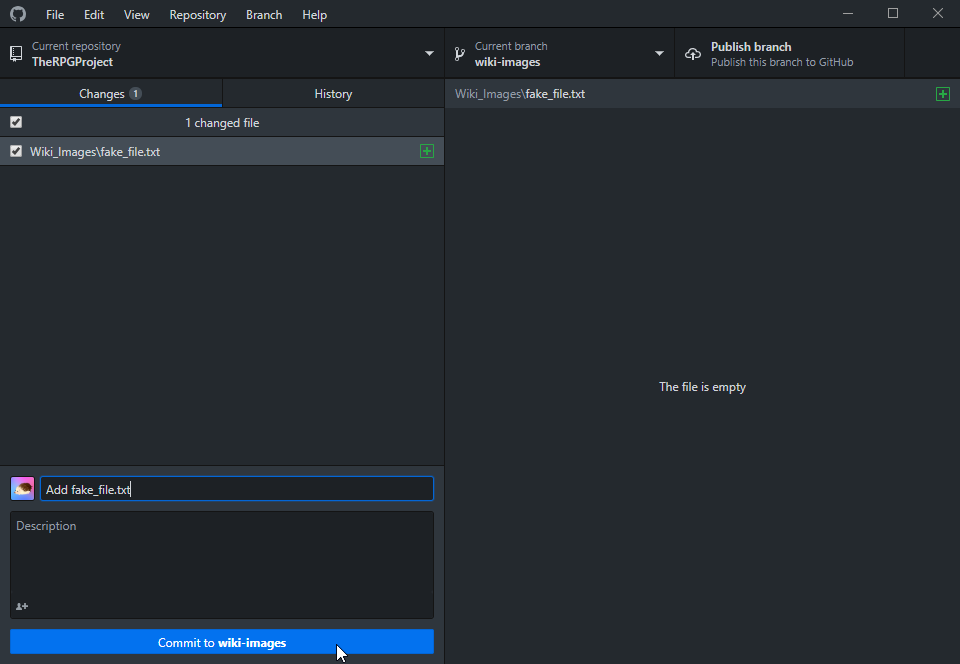 File Edit View Repository Branch Help
Current repository
TheRPGProject
Current branch
wiki-images
Publish branch
Publish this branch to GitHub
Changes 1
History
Wiki_Images\fake_file.txt
1 changed file
Wiki_Images\fake_file.txt
The file is empty
Add fake_file.txt
Description
Commit to wiki-images